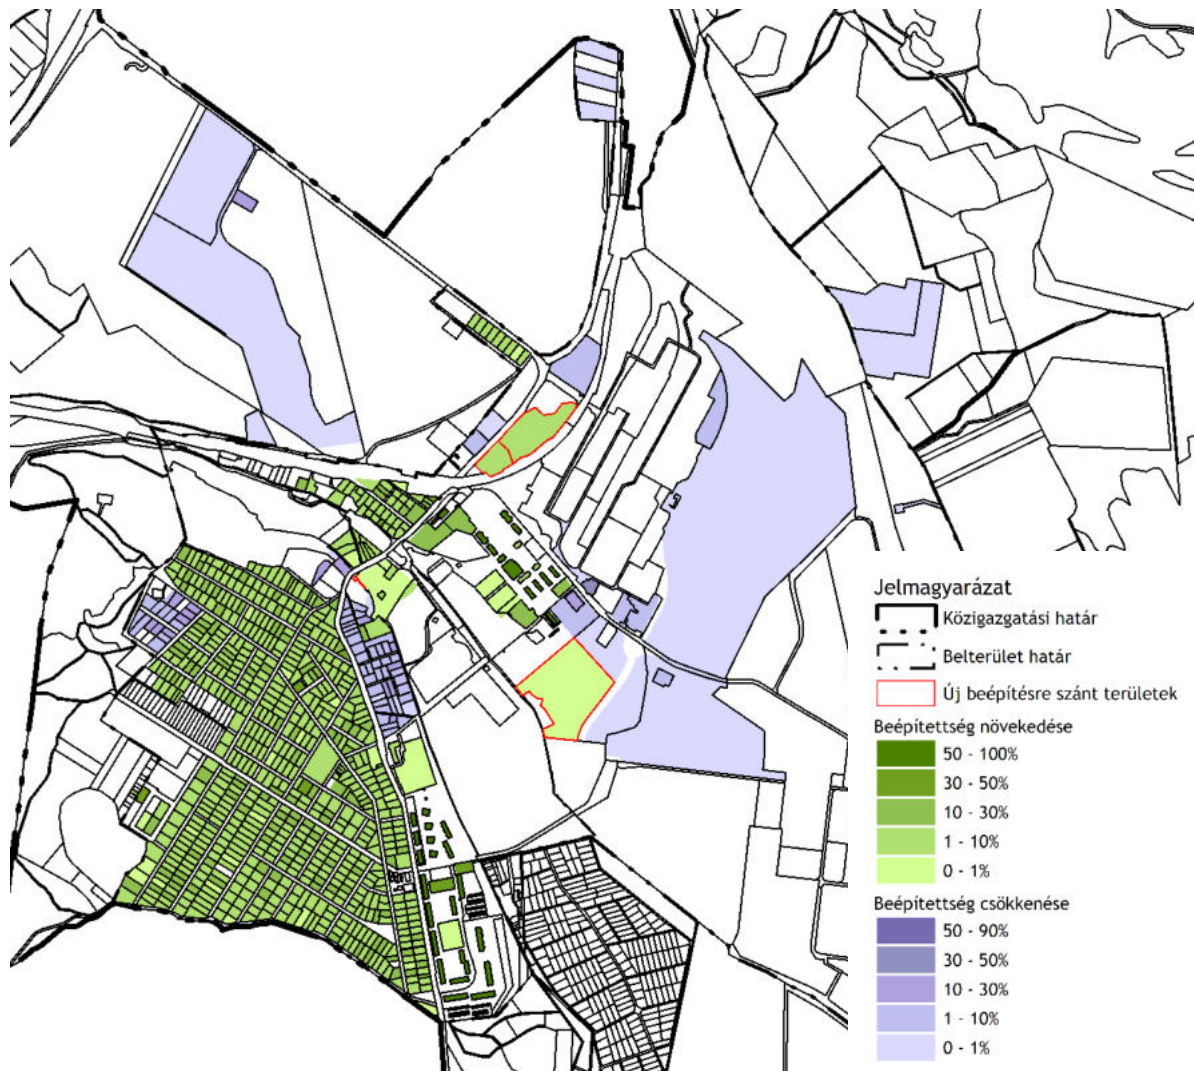 Jelmagyarázat
Közigazgatási határ
Belterület határ
Új beépítésre szánt területek
Beépítettség növekedése
50 - 100%
30 - 50%
10 - 30%
1 - 10%
0 - 1%
Beépítettség csökkenése
50 - 90%
30 - 50%
10 - 30%
1 - 10%
0 - 1%